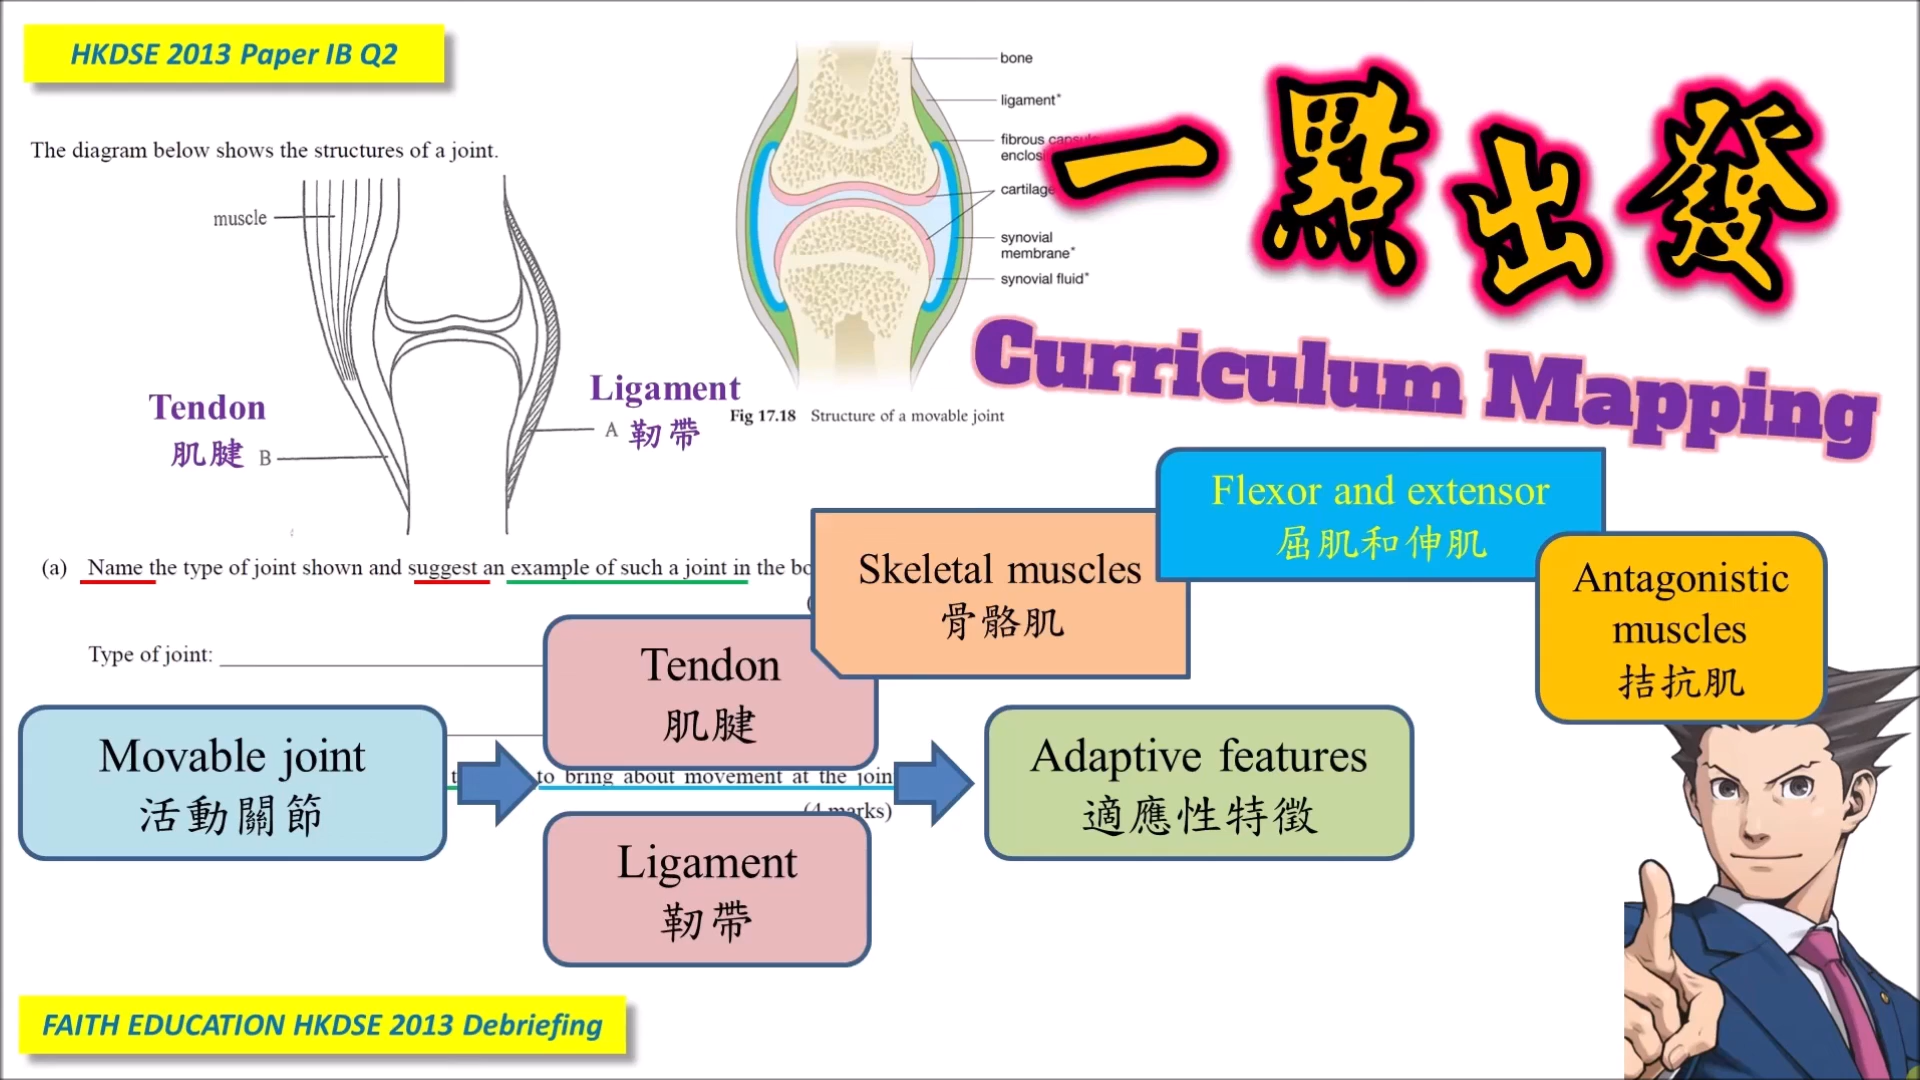 HKDSE 2013 Paper IB Q2
The diagram below shows the structures of a joint.
muscle
Tendon
肌腱 B
Ligament
A 韌帶
bone
ligament*
fibrous capsule
cartilage
synovial
membrane*
synovial fluid*
Fig 17.18 Structure of a movable joint
一點出發
Curriculum Mapping
(a) Name the type of joint shown and suggest an example of such a joint in the
Type of joint:
to bring about movement at the
(4 marks)
Movable joint
活動關節
Tendon
肌腱
Ligament
韌帶
Skeletal muscles
骨骼肌
Flexor and extensor
屈肌和伸肌
Antagonistic
muscles
拮抗肌
Adaptive features
適應性特徵
FAITH EDUCATION HKDSE 2013 Debriefing